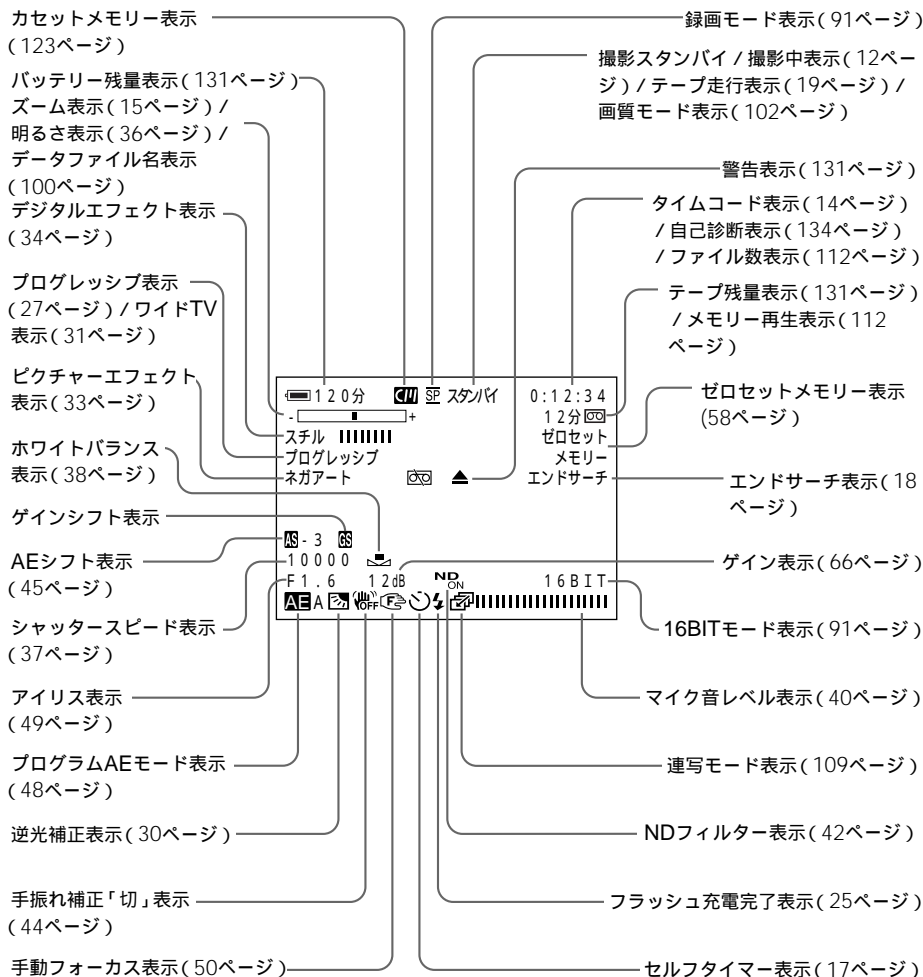 カセットメモリー表示
(123ページ)
バッテリー残量表示(131ページ)
ズーム表示(15ページ) /
明るさ表示(36ページ) /
データファイル名表示
(100ページ)
デジタルエフェクト表示
(34ページ)
プログレッシブ表示
(27ページ) / ワイドTV
表示(31ページ)
ピクチャーエフェクト
表示(33ページ)
ホワイトバランス
表示(38ページ)
ゲインシフト表示
AEシフト表示
(45ページ)
シャッタースピード表示
(37ページ)
アイリス表示
(49ページ)
プログラムAEモード表示
(48ページ)
逆光補正表示(30ページ)
手振れ補正「切」表示
(44ページ)
手動フォーカス表示(50ページ)
120分 CM SP スタンバイ 0:12:34
- + 12分
スチル ゼロセット
プログレッシブ メモリー
ネガアート エンドサーチ
AS - 3 GS
10000
F1.6 12dB ND ON 16BIT
AE A OFF F
録画モード表示(91ページ)
撮影スタンバイ / 撮影中表示(12ペー
ジ) / テープ走行表示(19ページ) /
画質モード表示(102ページ)
警告表示(131ページ)
タイムコード表示(14ページ)
/ 自己診断表示(134ページ)
/ ファイル数表示(112ページ)
テープ残量表示(131ページ)
/ メモリー再生表示(112
ページ)
ゼロセットメモリー表示
(58ページ)
エンドサーチ表示(18
ページ)
ゲイン表示(66ページ)
16BITモード表示(91ページ)
マイク音レベル表示(40ページ)
連写モード表示(109ページ)
NDフィルター表示(42ページ)
フラッシュ充電完了表示(25ページ)
セルフタイマー表示(17ページ)